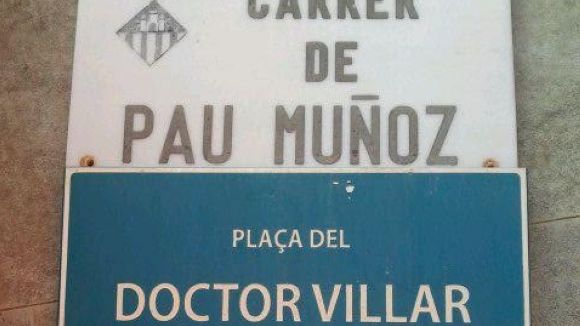 CARRER
DE
PAU MUÑOZ
PLAÇA DEL
DOCTOR VILLAR